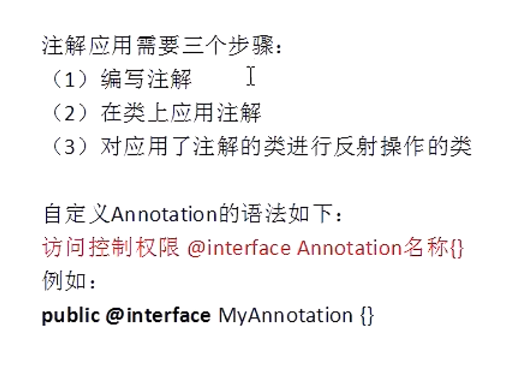 注解应用需要三个步骤：
（1）编写注解
（2）在类上应用注解
（3）对应用了注解的类进行反射操作的类
自定义Annotation的语法如下：
访问控制权限 @interface Annotation名称{}
例如：
public @interface MyAnnotation {}